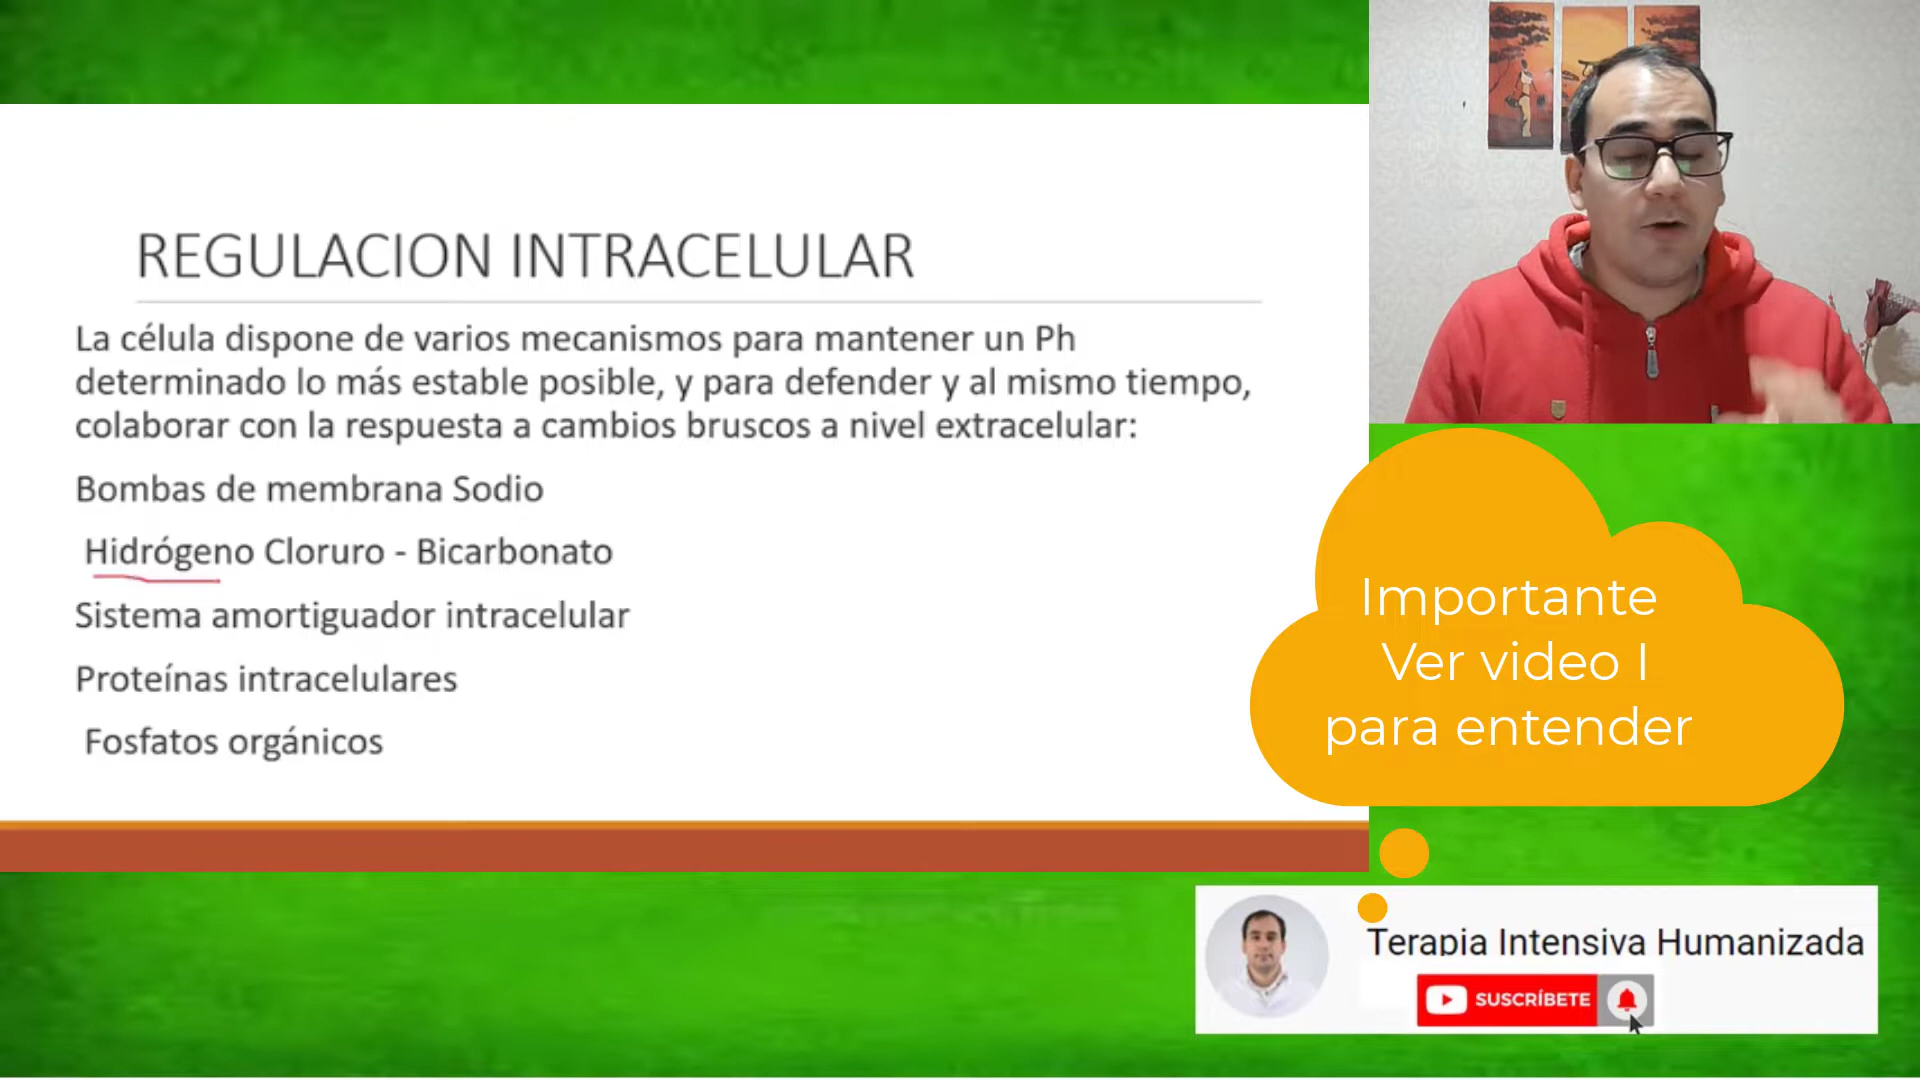 REGULACION INTRACELULAR
La célula dispone de varios mecanismos para mantener un Ph
determinado lo más estable posible, y para defender y al mismo tiempo,
colaborar con la respuesta a cambios bruscos a nivel extracelular:
Bombas de membrana Sodio
Hidrógeno Cloruro - Bicarbonato
Sistema amortiguador intracelular
Proteínas intracelulares
Fosfatos orgánicos
Importante
Ver video I
para entender
Terapia Intensiva Humanizada
SUSCRÍBETE